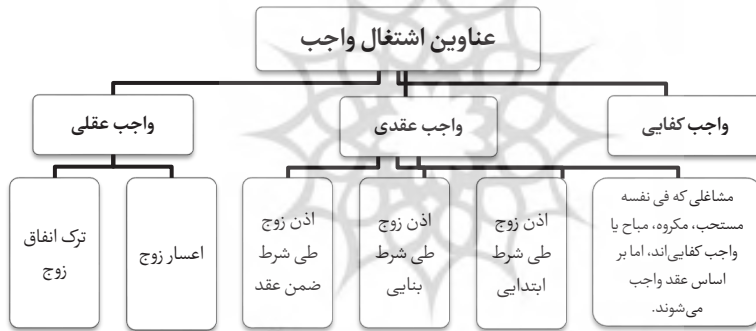 عناوین اشتغال واجب
واجب کفایی
واجب عقدی
واجب عقلی
مشاغلی که فی نفسه
مستحب، مکروه، مباح یا
واجب کفایی‌اند، اما بر
اساس عقد واجب
می‌شوند.
اذن زوج
طی شرط
ابتدایی
اذن زوج
طی شرط
بنایی
اذن زوج
طی شرط
ضمن عقد
اعسار زوج
ترک انفاق
زوج